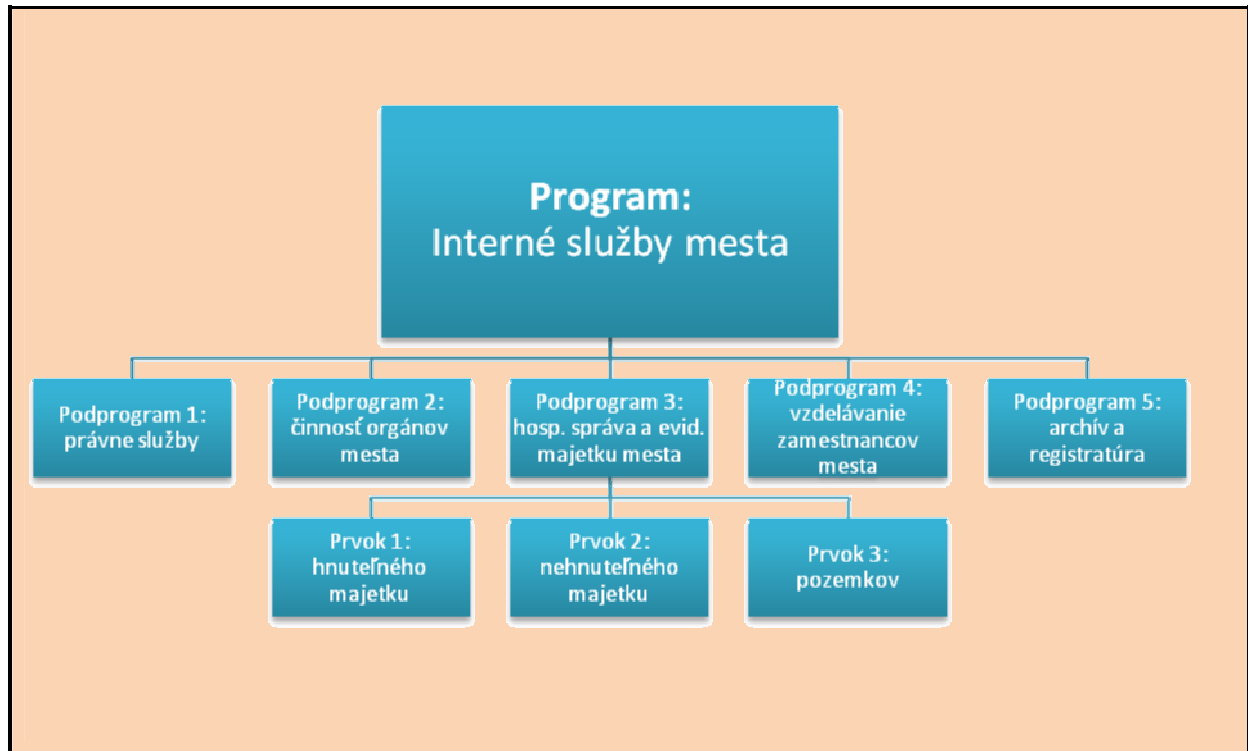 Program:
Interné služby mesta
Podprogram 1:
právne služby
Podprogram 2:
činnosť orgánov
mesta
Podprogram 3:
hosp. správa a evid.
majetku mesta
Podprogram 4:
vzdelávanie
zamestnancov
mesta
Podprogram 5:
archív a
registratúra
Prvok 1:
hnuteľného
majetku
Prvok 2:
nehnuteľného
majetku
Prvok 3:
pozemkov